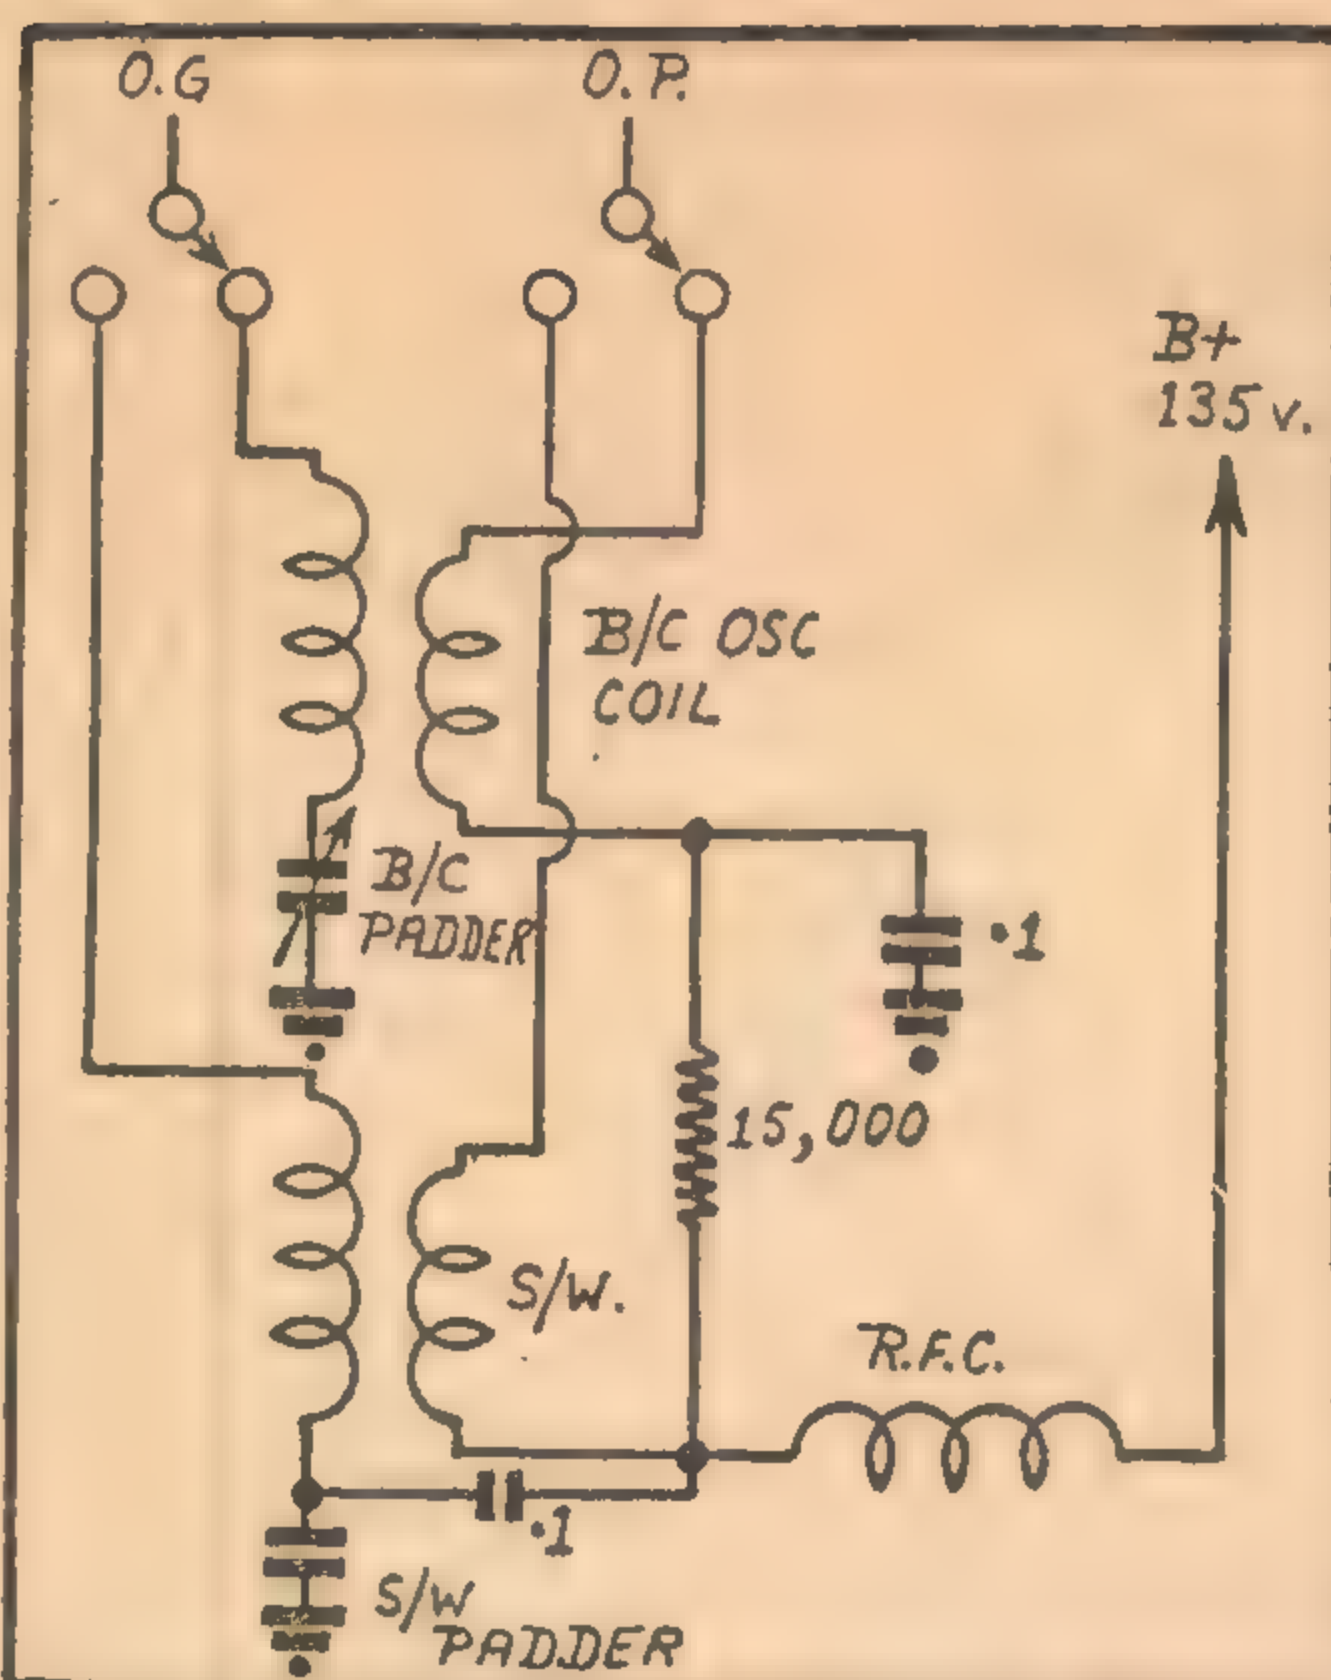 O.G
O.P.
B+
135 v.
B/C OSC
COIL
B/C
PADDER
.1
15,000
S/W.
R.F.C.
.1
S/W
PADDER